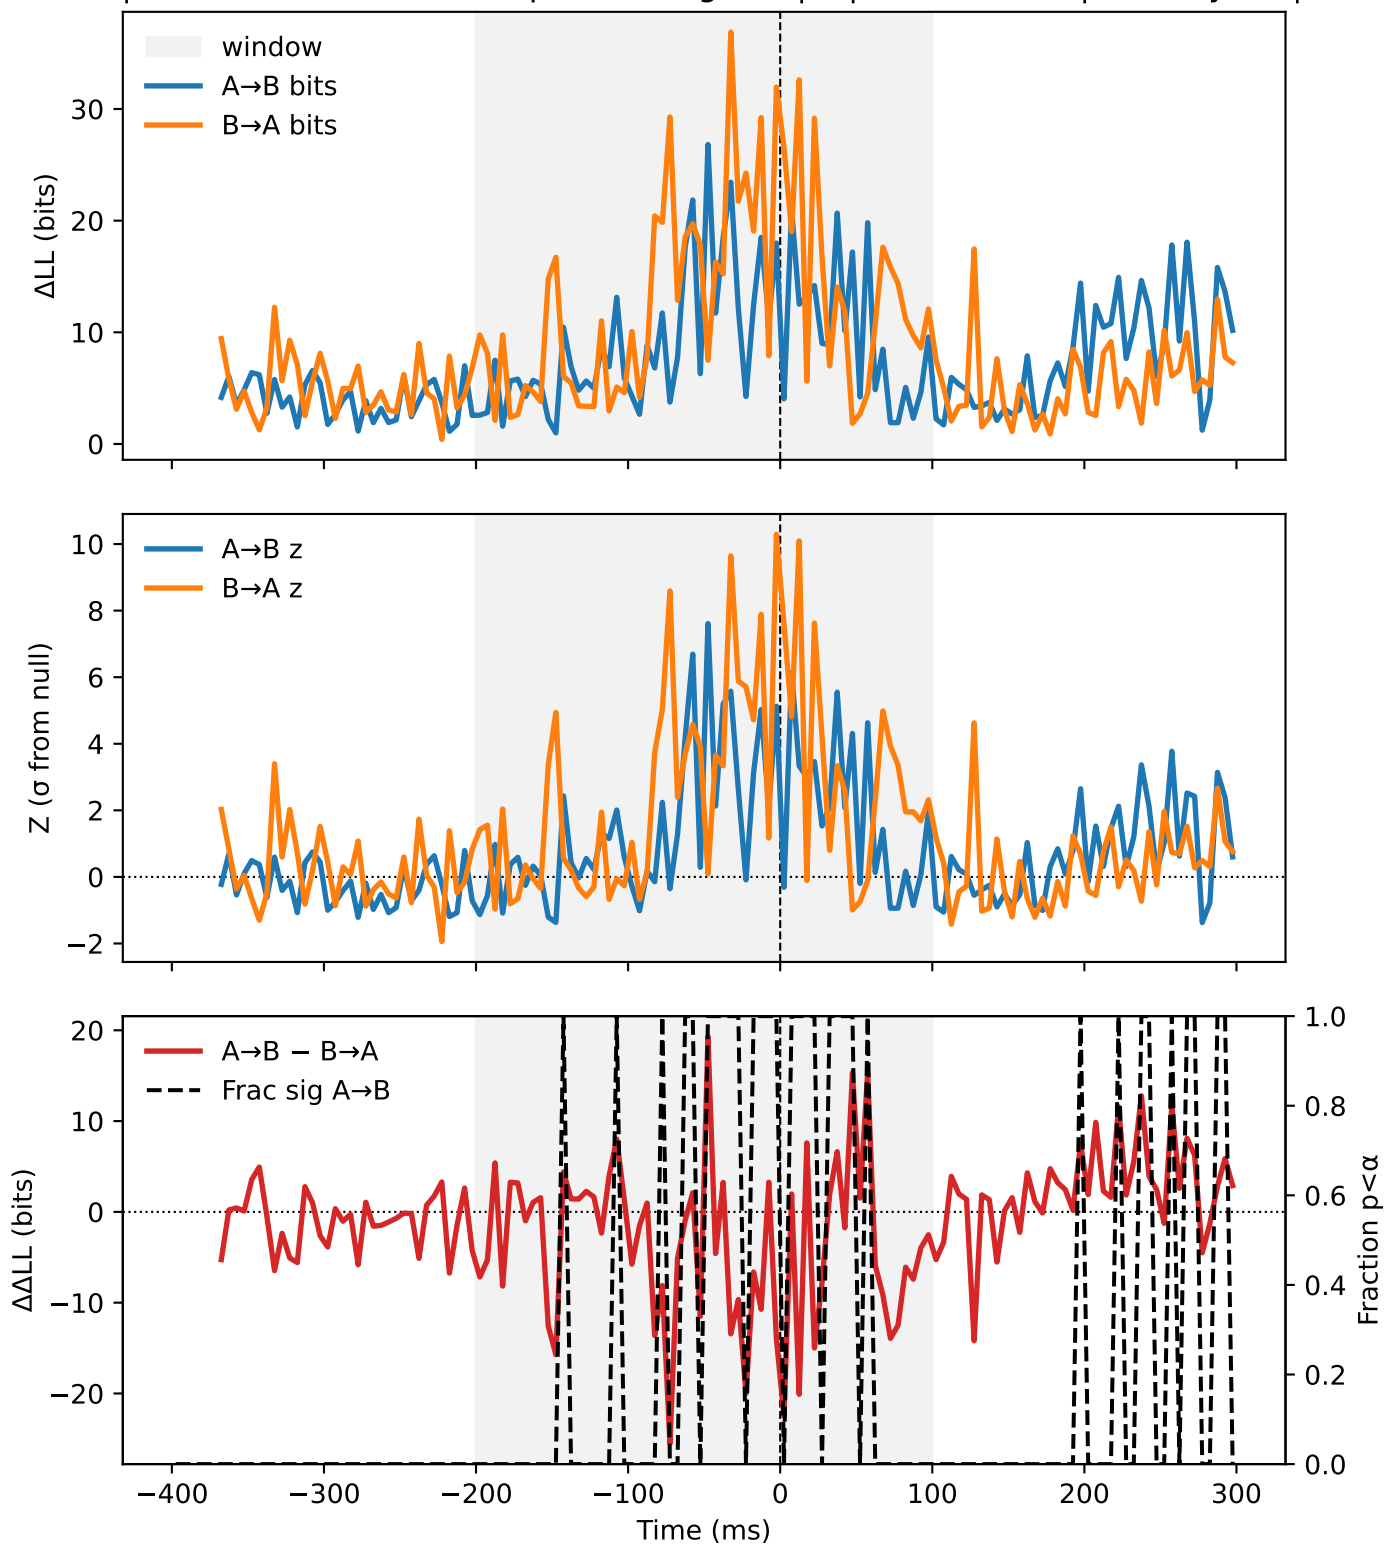 window
A→B bits
B→A bits
ΔLL (bits)
30
20
10
0
A→B z
B→A z
Z (σ from null)
10
8
6
4
2
0
−2
A→B − B→A
Frac sig A→B
ΔΔLL (bits)
20
10
0
−10
−20
1.0
0.8
0.6
0.4
0.2
0.0
Fraction p<α
−400
−300
−200
−100
0
100
200
300
Time (ms)